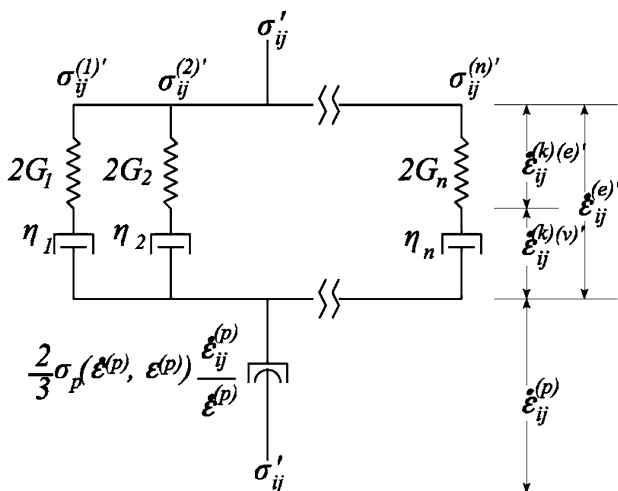 σ′ij
σij(1)′ σij(2)′ σij(n)′
2G1 2G2 2Gn ε̇ij(k)(e)′
ε̇ij(e)′
η1 η2 ηn ε̇ij(k)(v)′
2/3 σp(ε̇(p), ε(p)) ε̇ij(p)/ε̇(p)
ε̇ij(p)
σ′ij